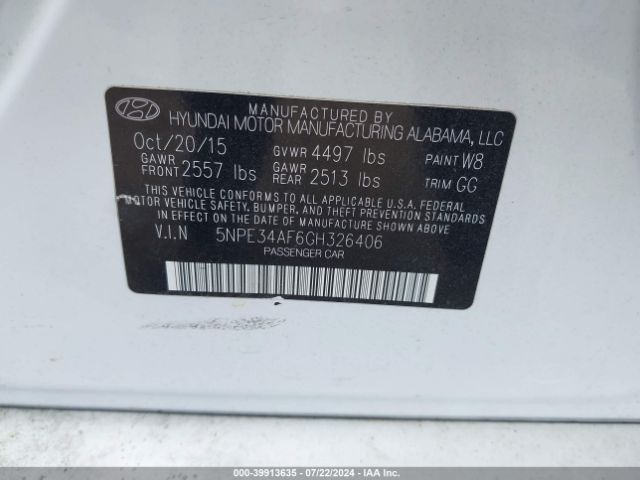 MANUFACTURED BY
HYUNDAI MOTOR MANUFACTURING ALABAMA, LLC
Oct/20/15 GVWR 4497 lbs PAINT W8
GAWR FRONT 2557 lbs GAWR REAR 2513 lbs TRIM GG
THIS VEHICLE CONFORMS TO ALL APPLICABLE U.S.A. FEDERAL
MOTOR VEHICLE SAFETY, BUMPER, AND THEFT PREVENTION STANDARDS
IN EFFECT ON THE DATE OF MANUFACTURE SHOWN ABOVE
V.I.N 5NPE34AF6GH326406
PASSENGER CAR
000-39913635 - 07/22/2024 - IAA Inc.